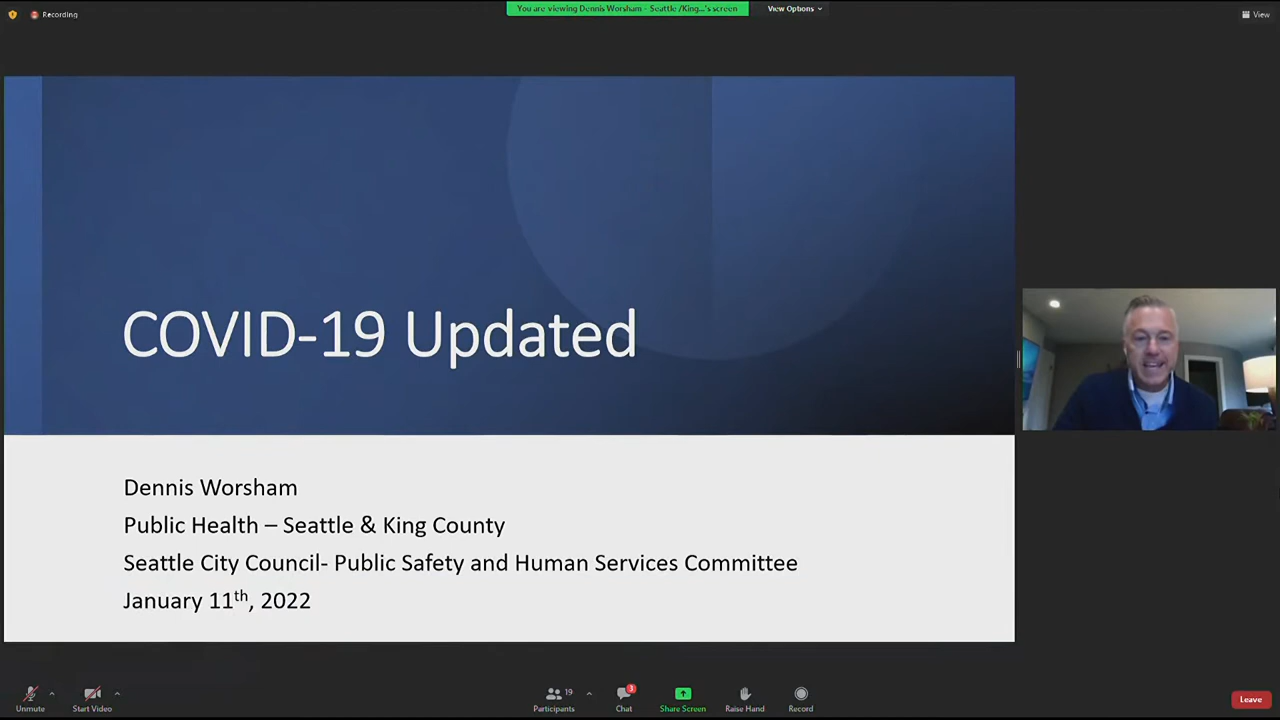 Recording
You are viewing Dennis Worsham - Seattle /King...'s screen
View Options
View
COVID-19 Updated
Dennis Worsham
Public Health – Seattle & King County
Seattle City Council- Public Safety and Human Services Committee
January 11th, 2022
Unmute
Start Video
19
Participants
3
Chat
Share Screen
Raise Hand
Record
Leave